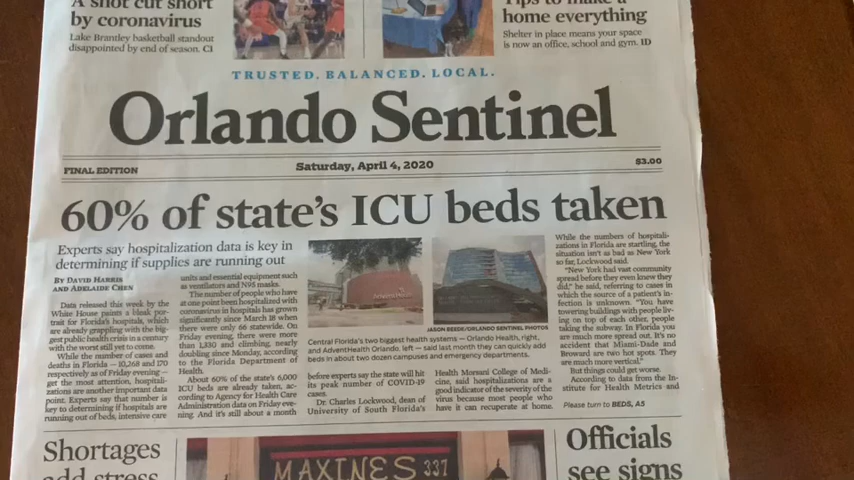 A shot cut short
by coronavirus
Lake Brantley basketball standout
disappointed by end of season. C1
Tips to make a
home everything
Shelter in place means your space
is now an office, school and gym. 1D
TRUSTED. BALANCED. LOCAL.
Orlando Sentinel
FINAL EDITION
Saturday, April 4, 2020
$3.00
60% of state's ICU beds taken
Experts say hospitalization data is key in
determining if supplies are running out
BY DAVID HARRIS
AND ADELAIDE CHEN
Data released this week by the
White House paints a bleak por-
trait for Florida's hospitals, which
are already grappling with the big-
gest public health crisis in a century
with the worst still yet to come.
While the number of cases and
deaths in Florida — 10,268 and 170
respectively as of Friday evening —
get the most attention, hospitali-
zations are another important data
point. Experts say that number is
key to determining if hospitals are
running out of beds, intensive care
units and essential equipment such
as ventilators and N95 masks.
The number of people who have
at one point been hospitalized with
coronavirus in hospitals has grown
significantly since March 18 when
there were only 66 statewide. On
Friday evening, there were more
than 1,330 and climbing, nearly
doubling since Monday, according
to the Florida Department of
Health.
About 60% of the state's 6,000
ICU beds are already taken, ac-
cording to Agency for Health Care
Administration data on Friday eve-
ning. And it's still about a month
JASON BEEDE/ORLANDO SENTINEL PHOTOS
Central Florida's two biggest health systems — Orlando Health, right,
and AdventHealth Orlando, left — said last month they can quickly add
beds in about two dozen campuses and emergency departments.
before experts say the state will hit
its peak number of COVID-19
cases.
Dr. Charles Lockwood, dean of
University of South Florida's
Health Morsani College of Medi-
cine, said hospitalizations are a
good indicator of the severity of the
virus because most people who
have it can recuperate at home.
While the numbers of hospitali-
zations in Florida are startling, the
situation isn't as bad as New York
so far, Lockwood said.
"New York had vast community
spread before they even knew they
did," he said, referring to cases in
which the source of a patient's in-
fection is unknown. "You have
towering buildings with people liv-
ing on top of each other, people
taking the subway. In Florida you
are much more spread out. It's no
accident that Miami-Dade and
Broward are two hot spots. They
are much more vertical."
But things could get worse.
According to data from the In-
stitute for Health Metrics and
Please turn to BEDS, A5
Shortages
add stress
MAXINES 337
Officials
see signs